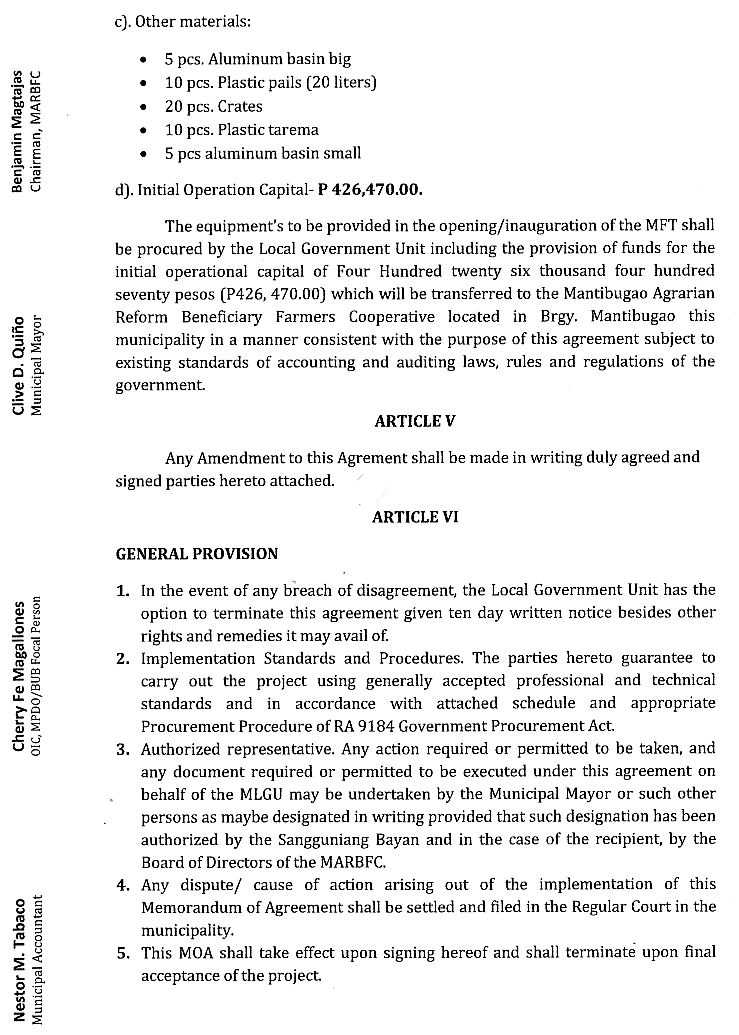 c). Other materials:
• 5 pcs. Aluminum basin big
• 10 pcs. Plastic pails (20 liters)
• 20 pcs. Crates
• 10 pcs. Plastic tarema
• 5 pcs aluminum basin small
d). Initial Operation Capital- P 426,470.00.
The equipment's to be provided in the opening/inauguration of the MFT shall
be procured by the Local Government Unit including the provision of funds for the
initial operational capital of Four Hundred twenty six thousand four hundred
seventy pesos (P426, 470.00) which will be transferred to the Mantibugao Agrarian
Reform Beneficiary Farmers Cooperative located in Brgy. Mantibugao this
municipality in a manner consistent with the purpose of this agreement subject to
existing standards of accounting and auditing laws, rules and regulations of the
government.
ARTICLE V
Any Amendment to this Agrement shall be made in writing duly agreed and
signed parties hereto attached.
ARTICLE VI
GENERAL PROVISION
1. In the event of any breach of disagreement, the Local Government Unit has the
option to terminate this agreement given ten day written notice besides other
rights and remedies it may avail of.
2. Implementation Standards and Procedures. The parties hereto guarantee to
carry out the project using generally accepted professional and technical
standards and in accordance with attached schedule and appropriate
Procurement Procedure of RA 9184 Government Procurement Act.
3. Authorized representative. Any action required or permitted to be taken, and
any document required or permitted to be executed under this agreement on
behalf of the MLGU may be undertaken by the Municipal Mayor or such other
persons as maybe designated in writing provided that such designation has been
authorized by the Sangguniang Bayan and in the case of the recipient, by the
Board of Directors of the MARBFC.
4. Any dispute/ cause of action arising out of the implementation of this
Memorandum of Agreement shall be settled and filed in the Regular Court in the
municipality.
5. This MOA shall take effect upon signing hereof and shall terminate upon final
acceptance of the project.
Benjamin Magtajas
Chairman, MARBFC
Clive D. Quiño
Municipal Mayor
Cherry Fe Magallones
OIC, MPDO/BUB Focal Person
Nestor M. Tabaco
Municipal Accountant